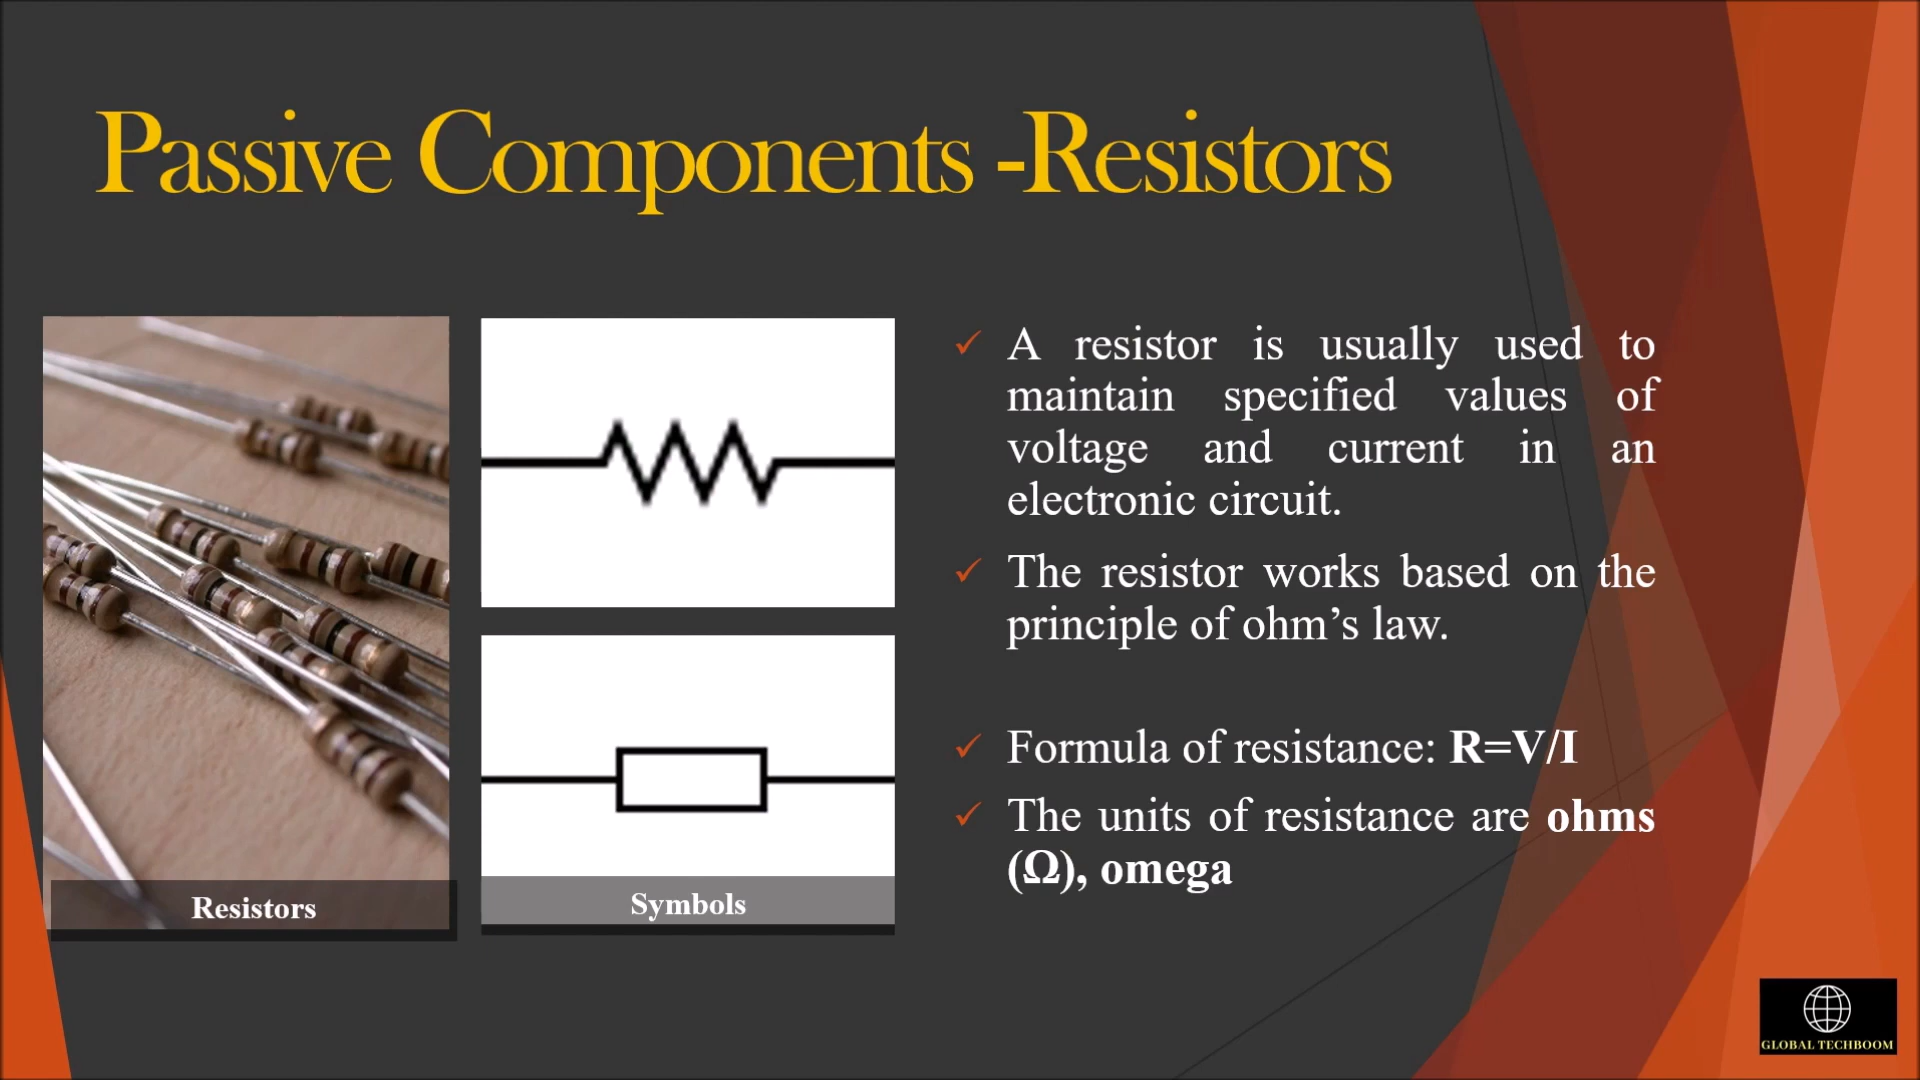 Passive Components -Resistors
A resistor is usually used to
maintain specified values of
voltage and current in an
electronic circuit.
The resistor works based on the
principle of ohm’s law.
Formula of resistance: R=V/I
The units of resistance are ohms
(Ω), omega
Resistors
Symbols
GLOBAL TECHBOOM